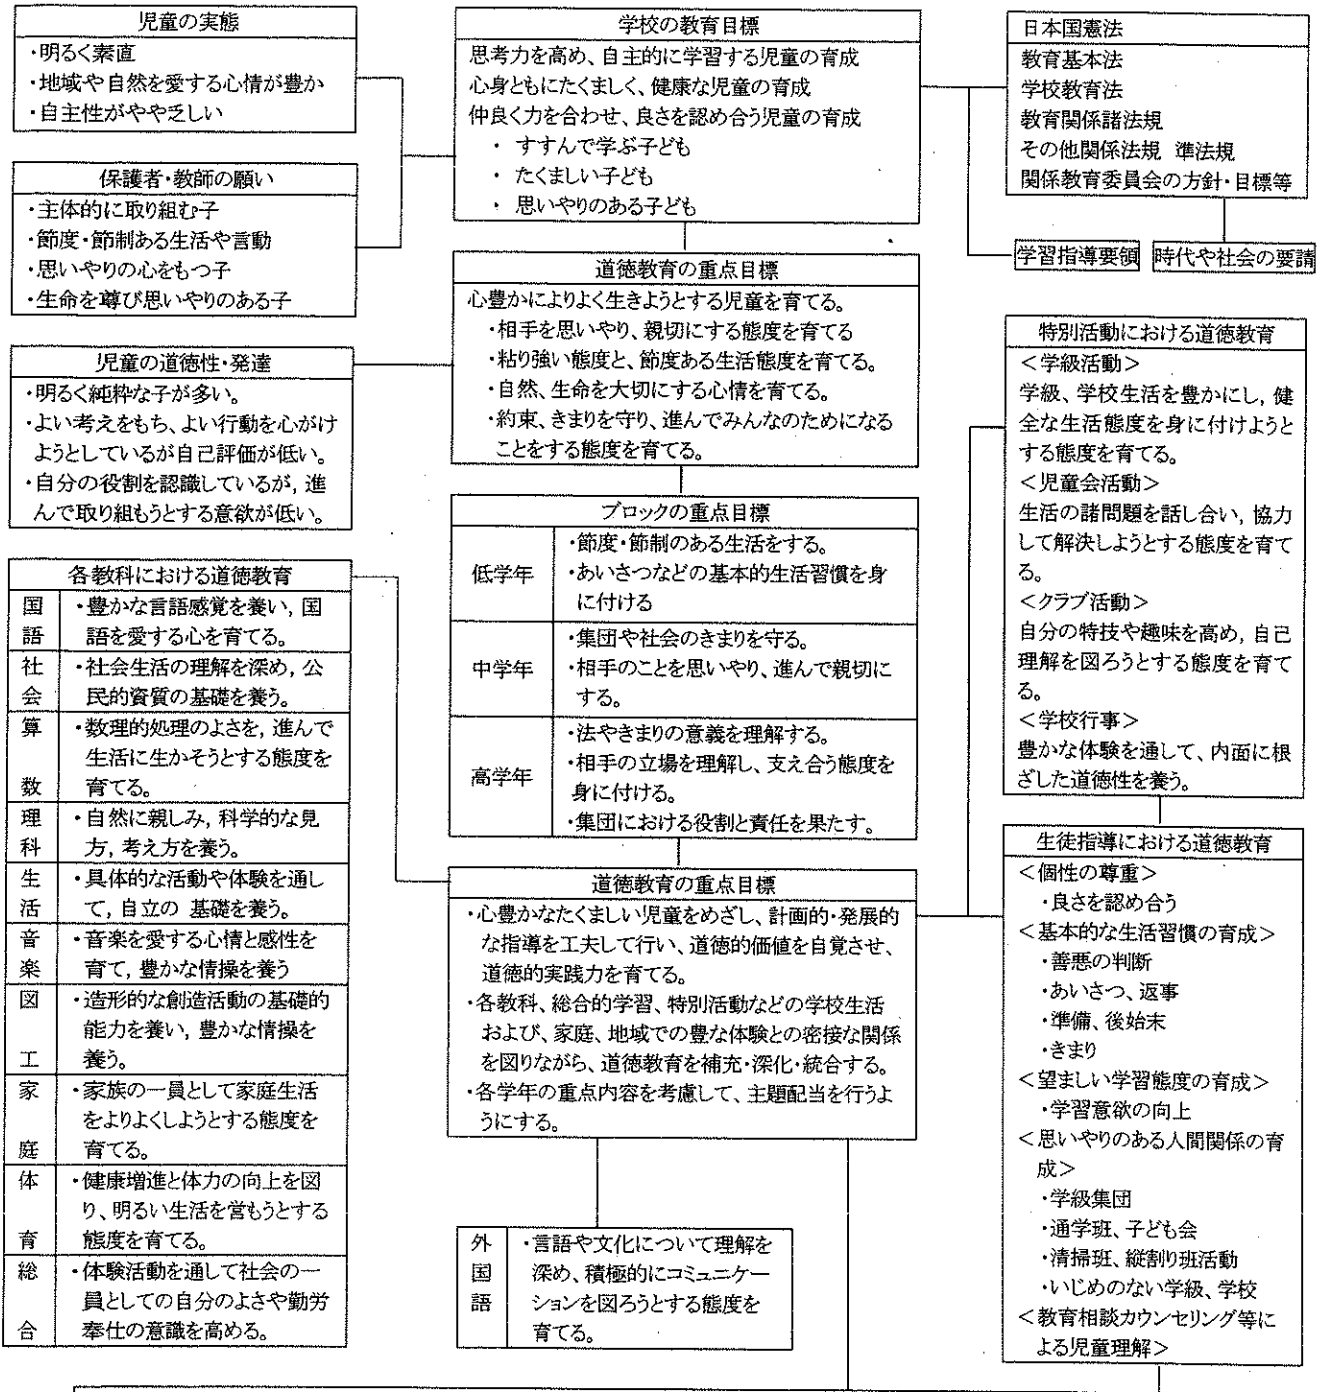 児童の実態
・明るく素直
・地域や自然を愛する心情が豊か
・自主性がやや乏しい
保護者・教師の願い
・主体的に取り組む子
・節度・節制ある生活や言動
・思いやりの心をもつ子
・生命を尊び思いやりのある子
児童の道徳性・発達
・明るく純粋な子が多い。
・よい考えをもち、よい行動を心がけ
ようとしているが自己評価が低い。
・自分の役割を認識しているが, 進
んで取り組もうとする意欲が低い。
各教科における道徳教育
国語
・豊かな言語感覚を養い, 国
語を愛する心を育てる。
社会
・社会生活の理解を深め, 公
民的資質の基礎を養う。
算数
・数理的処理のよさを, 進んで
生活に生かそうとする態度を
育てる。
理科
・自然に親しみ, 科学的な見
方, 考え方を養う。
生活
・具体的な活動や体験を通し
て, 自立の 基礎を養う。
音楽
・音楽を愛する心情と感性を
育て, 豊かな情操を養う
図工
・造形的な創造活動の基礎的
能力を養い, 豊かな情操を
養う。
家庭
・家族の一員として家庭生活
をよりよくしようとする態度を
育てる。
体育
・健康増進と体力の向上を図
り、明るい生活を営もうとする
態度を育てる。
総合
・体験活動を通して社会の一
員としての自分のよさや勤労
奉仕の意識を高める。
学校の教育目標
思考力を高め、自主的に学習する児童の育成
心身ともにたくましく、健康な児童の育成
仲良く力を合わせ、良さを認め合う児童の育成
・ すすんで学ぶ子ども
・ たくましい子ども
・ 思いやりのある子ども
道徳教育の重点目標
心豊かによりよく生きようとする児童を育てる。
・相手を思いやり、親切にする態度を育てる
・粘り強い態度と、節度ある生活態度を育てる。
・自然、生命を大切にする心情を育てる。
・約束、きまりを守り、進んでみんなのためになる
ことをする態度を育てる。
ブロックの重点目標
低学年
・節度・節制のある生活をする。
・あいさつなどの基本的生活習慣を身
に付ける
中学年
・集団や社会のきまりを守る。
・相手のことを思いやり、進んで親切に
する。
高学年
・法やきまりの意義を理解する。
・相手の立場を理解し、支え合う態度を
身に付ける。
・集団における役割と責任を果たす。
道徳教育の重点目標
・心豊かなたくましい児童をめざし、計画的・発展的
な指導を工夫して行い、道徳的価値を自覚させ、
道徳的実践力を育てる。
・各教科、総合的学習、特別活動などの学校生活
および、家庭、地域での豊な体験との密接な関係
を図りながら、道徳教育を補充・深化・統合する。
・各学年の重点内容を考慮して、主題配当を行うよ
うにする。
外国語
・言語や文化について理解を
深め、積極的にコミュニケー
ションを図ろうとする態度を
育てる。
日本国憲法
教育基本法
学校教育法
教育関係諸法規
その他関係法規 準法規
関係教育委員会の方針・目標等
学習指導要領
時代や社会の要請
特別活動における道徳教育
＜学級活動＞
学級、学校生活を豊かにし, 健
全な生活態度を身に付けようと
する態度を育てる。
＜児童会活動＞
生活の諸問題を話し合い, 協力
して解決しようとする態度を育て
る。
＜クラブ活動＞
自分の特技や趣味を高め, 自己
理解を図ろうとする態度を育て
る。
＜学校行事＞
豊かな体験を通して、内面に根
ざした道徳性を養う。
生徒指導における道徳教育
＜個性の尊重＞
・良さを認め合う
＜基本的な生活習慣の育成＞
・善悪の判断
・あいさつ、返事
・準備、後始末
・きまり
＜望ましい学習態度の育成＞
・学習意欲の向上
＜思いやりのある人間関係の育
成＞
・学級集団
・通学班、子ども会
・清掃班、縦割り班活動
・いじめのない学級、学校
＜教育相談カウンセリング等に
よる児童理解＞